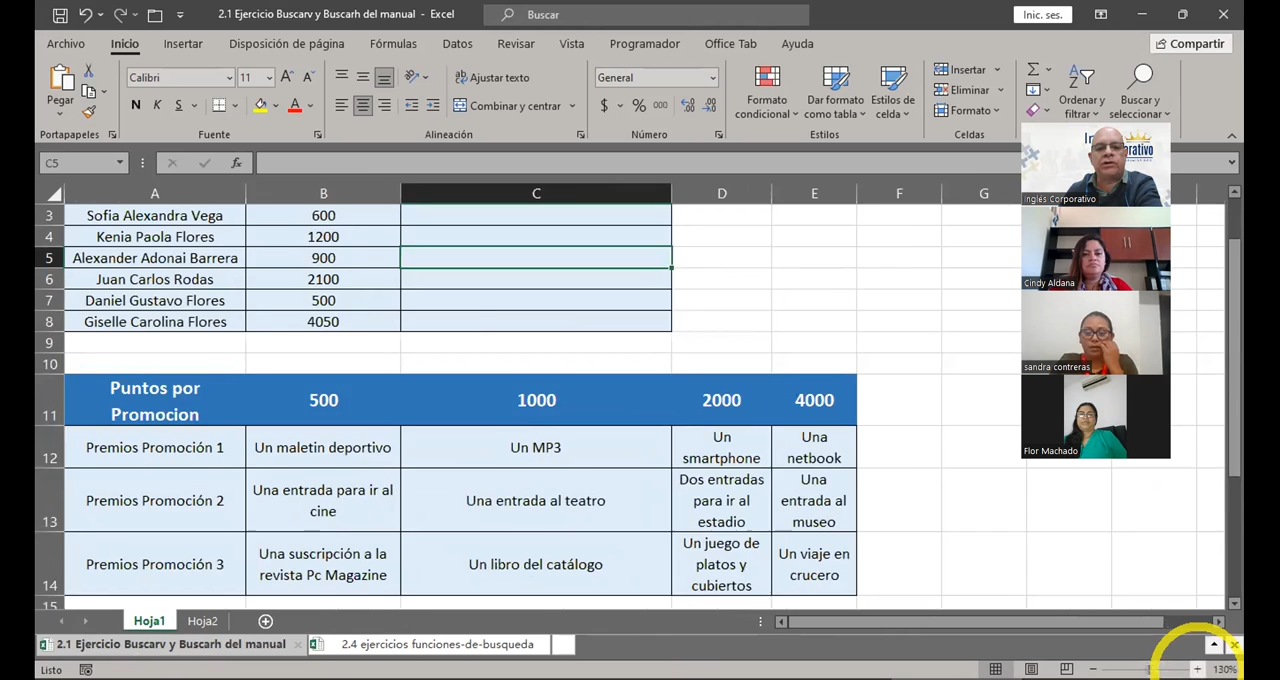 2.1 Ejercicio Buscarv y Buscarh del manual - Excel
Buscar
Inic. ses.
Archivo Inicio Insertar Disposición de página Fórmulas Datos Revisar Vista Programador Office Tab Ayuda
Compartir
Pegar
Calibri 11
N K S
Ajustar texto
Combinar y centrar
General
$ % 000
Formato condicional
Dar formato como tabla
Estilos de celda
Insertar
Eliminar
Formato
Ordenar y filtrar
Buscar y seleccionar
Portapapeles Fuente Alineación Número Estilos Celdas
C5 fx
A B C D E F G
3 Sofia Alexandra Vega 600
4 Kenia Paola Flores 1200
5 Alexander Adonai Barrera 900
6 Juan Carlos Rodas 2100
7 Daniel Gustavo Flores 500
8 Giselle Carolina Flores 4050
9
10
11 Puntos por Promocion 500 1000 2000 4000
12 Premios Promoción 1 Un maletin deportivo Un MP3 Un smartphone Una netbook
13 Premios Promoción 2 Una entrada para ir al cine Una entrada al teatro Dos entradas para ir al estadio Una entrada al museo
14 Premios Promoción 3 Una suscripción a la revista Pc Magazine Un libro del catálogo Un juego de platos y cubiertos Un viaje en crucero
15
Inglés Corporativo
Cindy Aldana
sandra contreras
Flor Machado
Hoja1 Hoja2
2.1 Ejercicio Buscarv y Buscarh del manual 2.4 ejercicios funciones-de-busqueda
Listo
130%